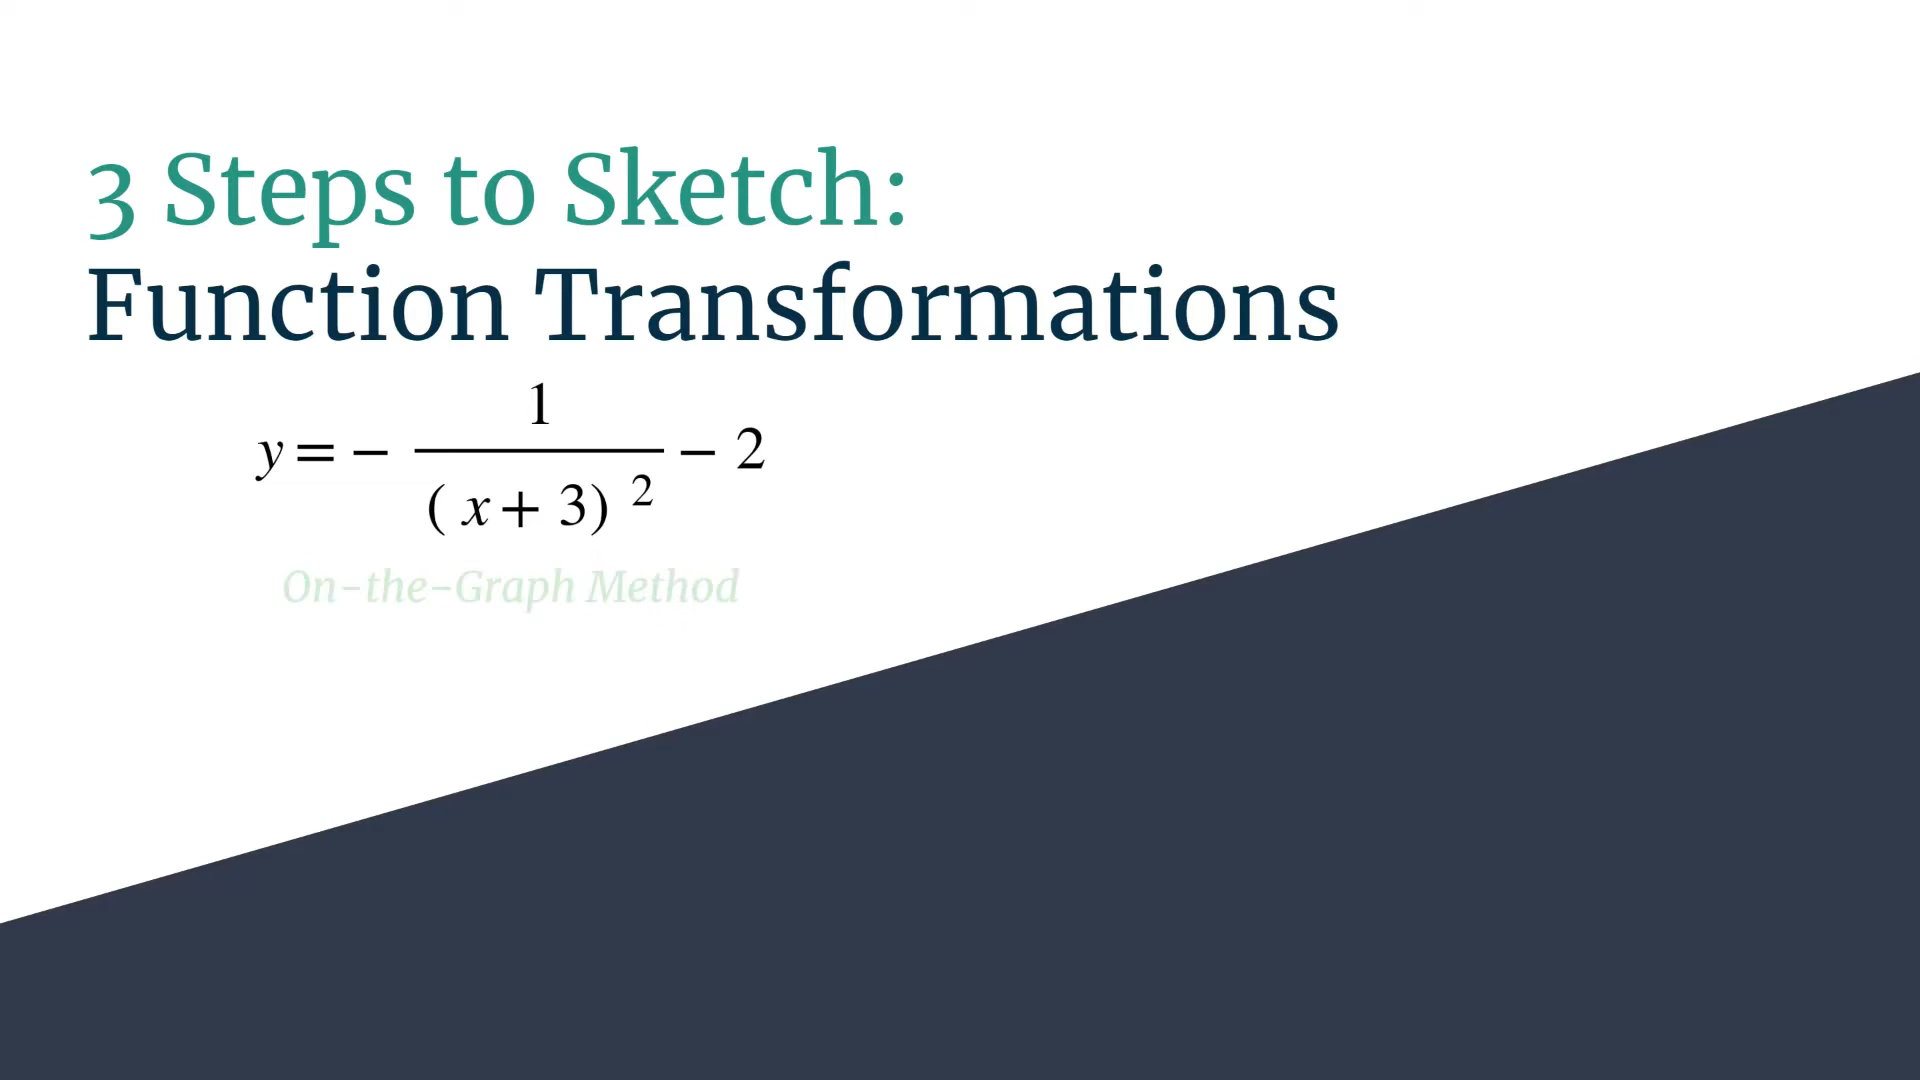 3 Steps to Sketch:
Function Transformations
y = - 1 / ( x + 3) ² - 2
On-the-Graph Method